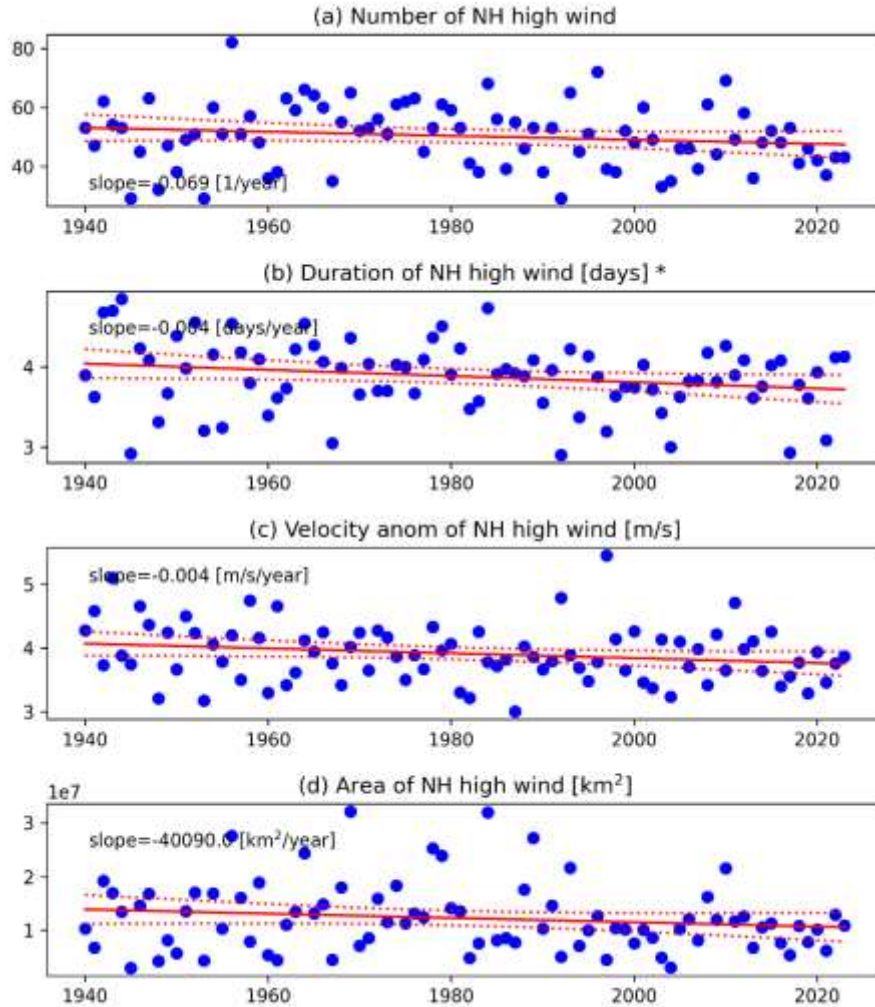 (a) Number of NH high wind
80
60
40
slope=-0.069 [1/year]
1940 1960 1980 2000 2020
(b) Duration of NH high wind [days] *
slope=-0.004 [days/year]
4
3
1940 1960 1980 2000 2020
(c) Velocity anom of NH high wind [m/s]
slope=-0.004 [m/s/year]
5
4
3
1940 1960 1980 2000 2020
(d) Area of NH high wind [km²]
1e7
3
slope=-40090.0 [km²/year]
2
1
1940 1960 1980 2000 2020